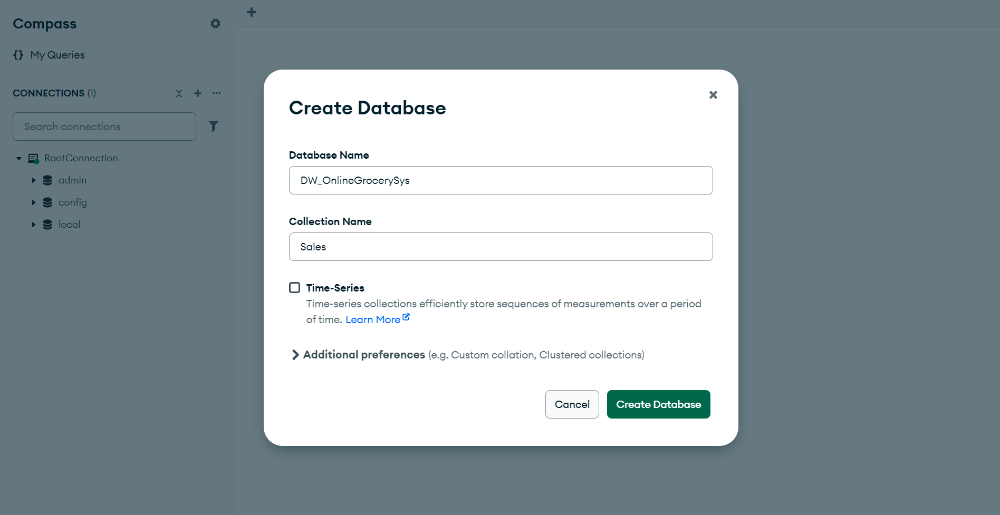 Compass
{} My Queries
CONNECTIONS (1)
Search connections
RootConnection
admin
config
local
Create Database
Database Name
DW_OnlineGrocerySys
Collection Name
Sales
Time-Series
Time-series collections efficiently store sequences of measurements over a period
of time. Learn More
Additional preferences (e.g. Custom collation, Clustered collections)
Cancel
Create Database